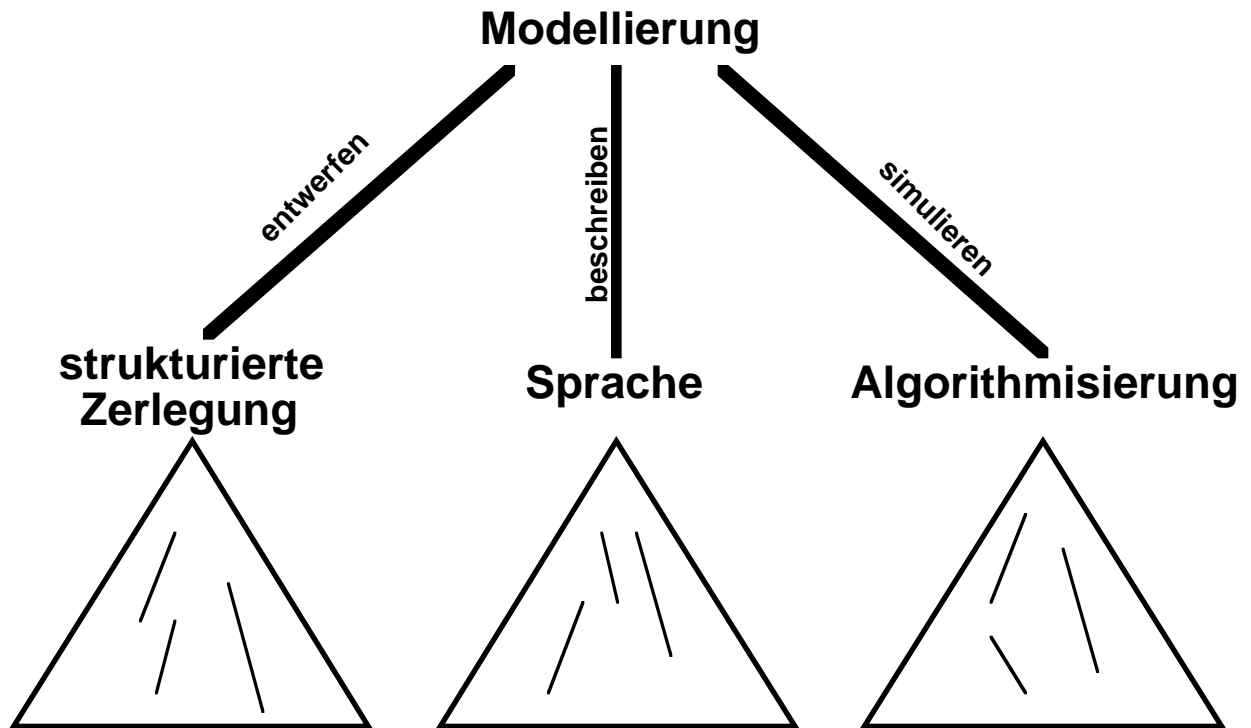 Modellierung
entwerfen
beschreiben
simulieren
strukturierte
Zerlegung
Sprache
Algorithmisierung